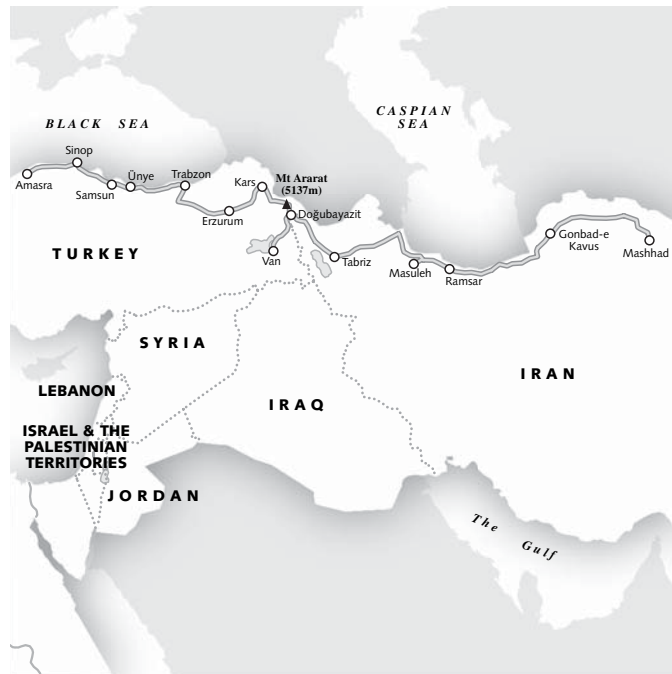 BLACK SEA
CASPIAN
SEA
Sinop
Amasra
Samsun
Ünye
Trabzon
Kars
Mt Ararat
(5137m)
Erzurum
Doğubayazit
Van
Tabriz
Masuleh
Ramsar
Gonbad-e
Kavus
Mashhad
TURKEY
SYRIA
LEBANON
IRAQ
IRAN
ISRAEL & THE
PALESTINIAN
TERRITORIES
JORDAN
The Gulf